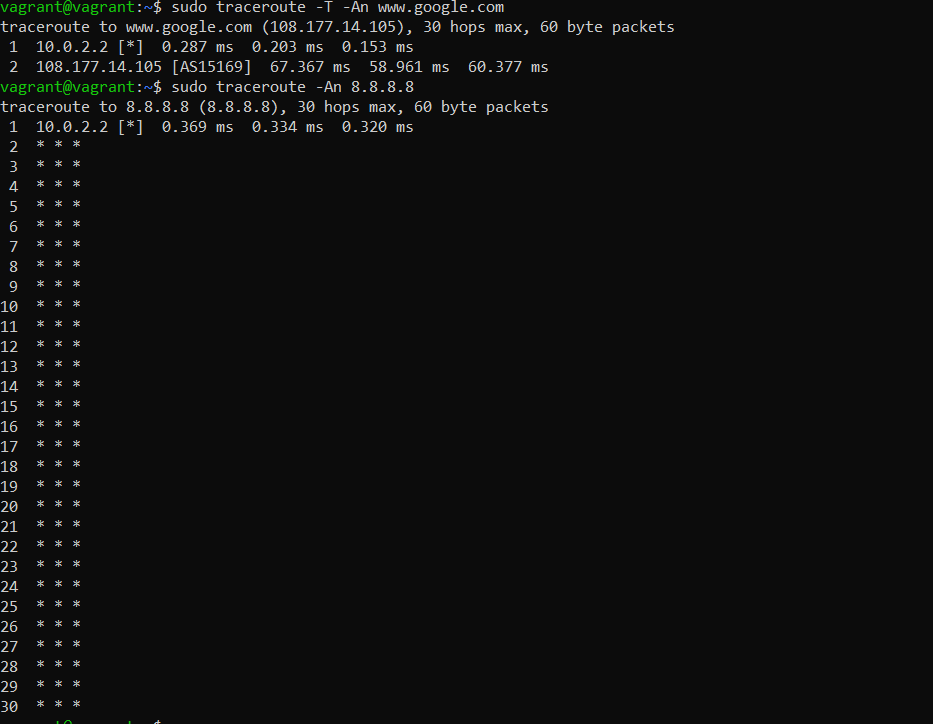 vagrant@vagrant:~$ sudo traceroute -T -An www.google.com
traceroute to www.google.com (108.177.14.105), 30 hops max, 60 byte packets
 1  10.0.2.2 [*]  0.287 ms  0.203 ms  0.153 ms
 2  108.177.14.105 [AS15169]  67.367 ms  58.961 ms  60.377 ms
vagrant@vagrant:~$ sudo traceroute -An 8.8.8.8
traceroute to 8.8.8.8 (8.8.8.8), 30 hops max, 60 byte packets
 1  10.0.2.2 [*]  0.369 ms  0.334 ms  0.320 ms
 2  * * *
 3  * * *
 4  * * *
 5  * * *
 6  * * *
 7  * * *
 8  * * *
 9  * * *
10  * * *
11  * * *
12  * * *
13  * * *
14  * * *
15  * * *
16  * * *
17  * * *
18  * * *
19  * * *
20  * * *
21  * * *
22  * * *
23  * * *
24  * * *
25  * * *
26  * * *
27  * * *
28  * * *
29  * * *
30  * * *